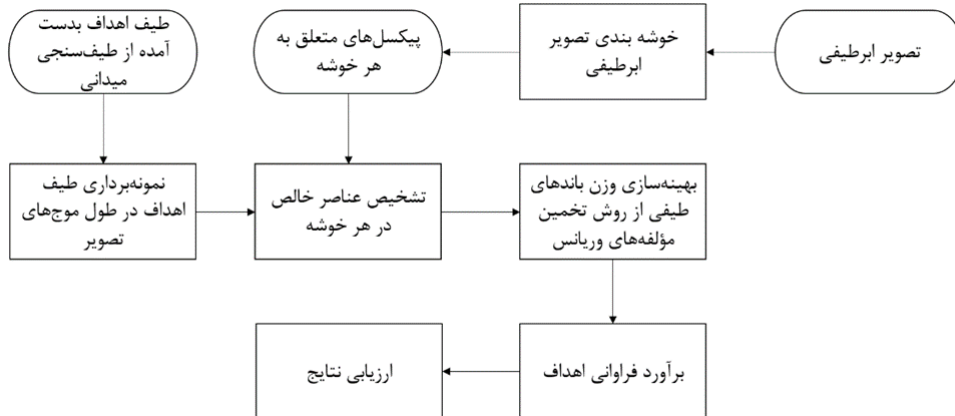 تصویر ابرطیفی
خوشه بندی تصویر
ابرطیفی
پیکسل‌های متعلق به
هر خوشه
طیف اهداف بدست
آمده از طیف‌سنجی
میدانی
نمونه‌برداری طیف
اهداف در طول موج‌های
تصویر
تشخیص عناصر خالص
در هر خوشه
بهینه‌سازی وزن باندهای
طیفی از روش تخمین
مؤلفه‌های وریانس
برآورد فراوانی اهداف
ارزیابی نتایج